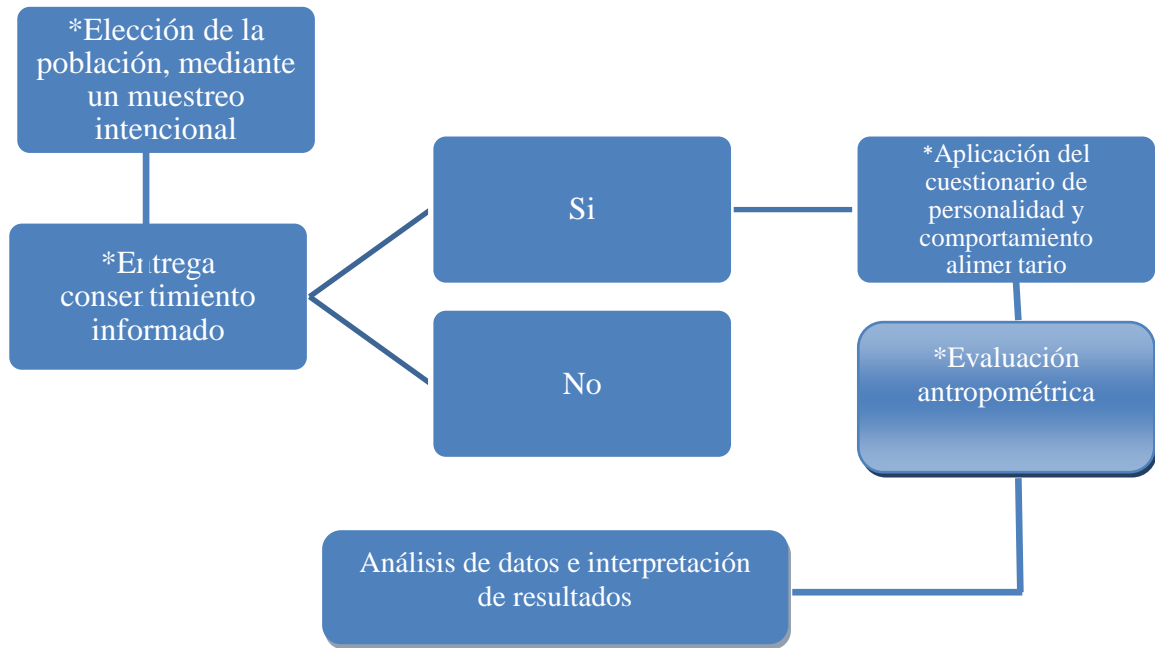 *Elección de la
población, mediante
un muestreo
intencional
*Entrega
consentimiento
informado
Si
No
*Aplicación del
cuestionario de
personalidad y
comportamiento
alimentario
*Evaluación
antropométrica
Análisis de datos e interpretación
de resultados